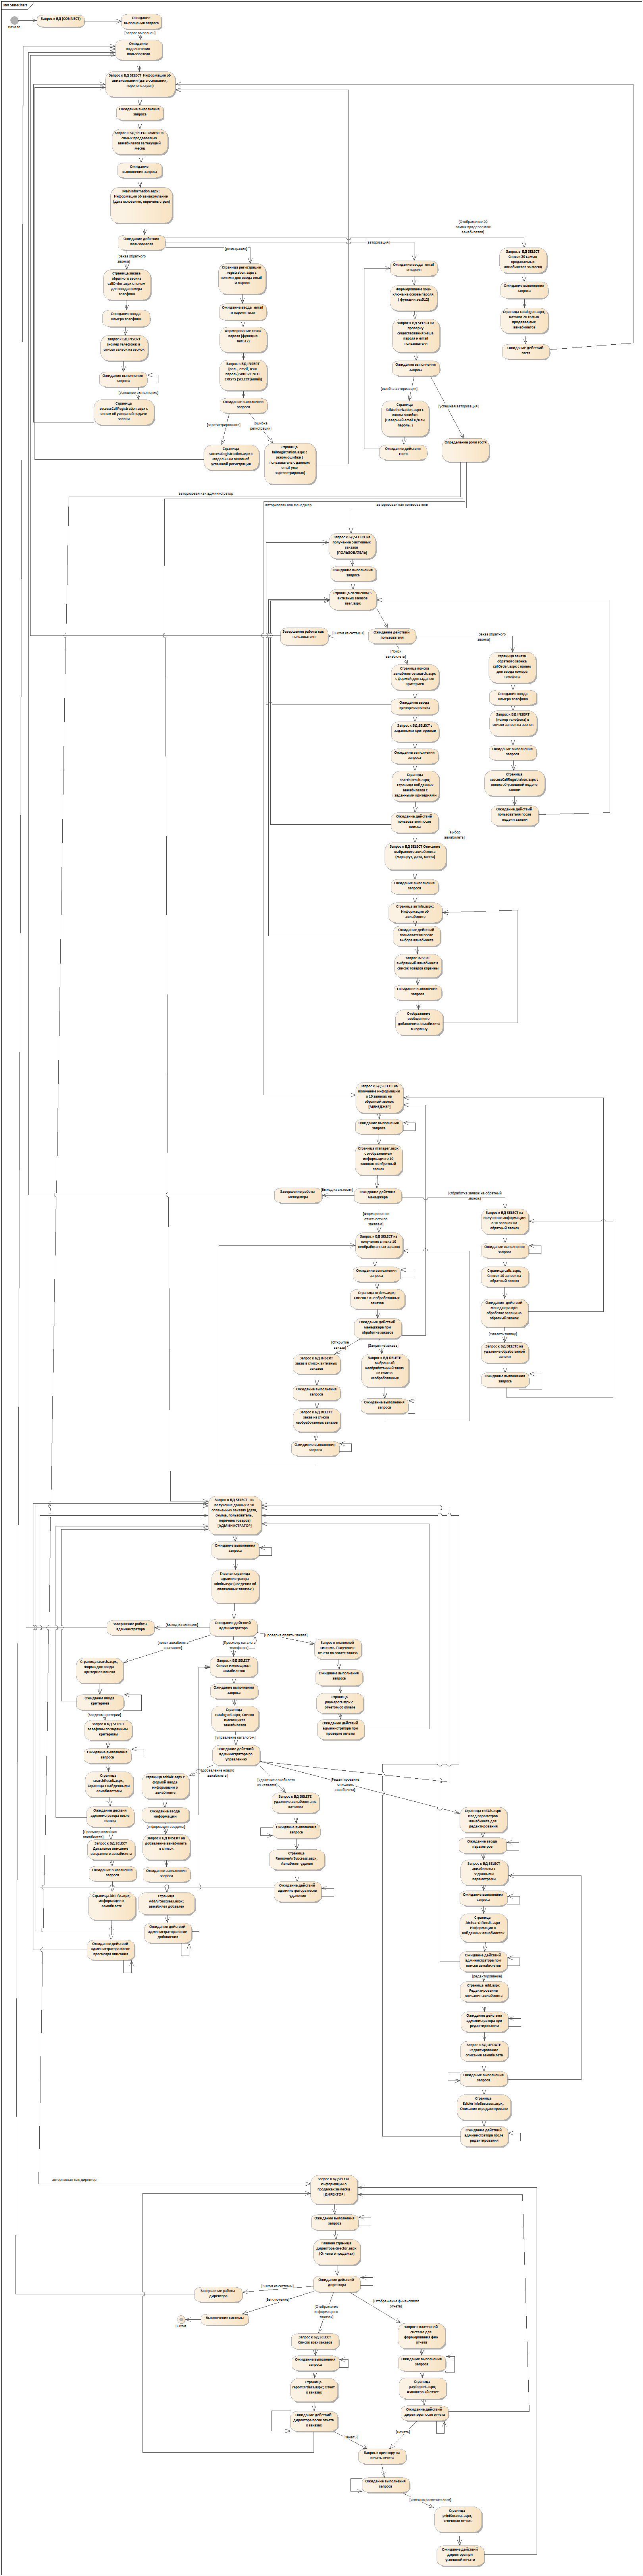 stm StateChart
Начало
Запрос к БД (CONNECT)
Ожидание
выполнения запроса
[Запрос выполнен]
Ожидание
подключения
пользователя
Запрос к БД SELECT Информация об
авиакомпании (дата основания,
перечень стран)
Ожидание выполнения
запроса
Запрос к БД SELECT Список 20
самых продаваемых
авиабилетов за текущий
месяц
Ожидание
выполнения запроса
MainInformation.aspx;
Информация об авиакомпании
(дата основания, перечень стран)
Ожидание действия
пользователя
[Заказ обратного
звонка]
[регистрация]
[авторизация]
[Отображение 20
самых продаваемых
авиабилетов]
Страница заказа
обратного звонка
callOrder.aspx с полем
для ввода номера
телефона
Ожидание ввода
номера телефона
Запрос к БД INSERT
(номер телефона) в
список заявок на звонок
Ожидание выполнения
запроса
[Успешное выполнение]
Страница
successCallRegistration.aspx с
окном об успешной подаче
заявки
Страница регистрации
registration.aspx с
полями для ввода email
и пароля
Ожидание ввода email
и пароля гостя
Формирование хеша
пароля (функция
aes512)
Запрос к БД INSERT
(роль, email, хеш-
пароль) WHERE NOT
EXISTS (SELECT(email))
Ожидание выполнения
запроса
[зарегистрирован]
[ошибка
регистрации]
Страница
successRegistration.aspx с
модальным окном об
успешной регистрации
Страница
failRegistration.aspx с
окном ошибки (
пользователь с данным
email уже
зарегистрирован)
Ожидание ввода email
и пароля
Формирование хеш-
ключа на основе пароля.
( функция aes512)
Запрос к БД SELECT на
проверку
существования хеша
пароля и email
пользователя
Ожидание выполнения
запроса
[ошибка авторизации]
[успешная авторизация]
Страница
failAuthorization.aspx с
окном ошибки
(неверный email и/или
пароль.)
Ожидание действия
гостя
Определение роли гостя
Запрос в БД SELECT
Список 20 самых
продаваемых
авиабилетов за месяц
Ожидание выполнения
запроса
Страница catalogue.aspx;
Каталог 20 самых
продаваемых
авиабилетов
Ожидание действий
гостя
авторизован как администратор
авторизован как менеджер
авторизован как пользователь
Запрос к БД SELECT на
получение 5 активных
заказов
[ПОЛЬЗОВАТЕЛЬ]
Ожидание выполнения
запроса
Страница со списком 5
активных заказов
user.aspx
Завершение работы как
пользователя
[Выход из системы]
Ожидание действий
пользователя
[Поиск
авиабилета]
[Заказ обратного
звонка]
Страница поиска
авиабилетов search.aspx
с формой для задания
критериев
Ожидание ввода
критериев поиска
Запрос к БД SELECT с
заданными критериями
Ожидание выполнения
запроса
Страница
searchResult.aspx;
Страница найденных
авиабилетов с
заданными критериями
Ожидание действий
пользователя после
поиска
[выбор
авиабилета]
Запрос к БД SELECT Описание
выбранного авиабилета
(маршрут, дата, места)
Ожидание выполнения
запроса
Страница airInfo.aspx;
Информация об
авиабилете
Ожидание действий
пользователя после
выбора авиабилета
Запрос INSERT
выбранный авиабилет в
список товаров корзины
Ожидание выполнения
запроса
Отображение
сообщения о
добавлении авиабилета
в корзину
Страница заказа
обратного звонка
callOrder.aspx с полем
для ввода номера
телефона
Ожидание ввода
номера телефона
Запрос к БД INSERT
(номер телефона) в
список заявок на звонок
Ожидание выполнения
запроса
Страница
successCallRegistration.aspx с
окном об успешной подаче
заявки
Ожидание действий
пользователя после
подачи заявки
Запрос к БД SELECT на
получение информации
о 10 заявках на
обратный звонок
[МЕНЕДЖЕР]
Ожидание выполнения
запроса
Страница manager.aspx
с отображением
информации о 10
заявках на обратный
звонок
Завершение работы
менеджера
[Выход из системы]
Ожидание действия
менеджера
[Обработка заявки на обратный
звонок]
[Формирование
отчетности по
заказам]
Запрос к БД SELECT на
получение списка 10
необработанных заказов
Ожидание выполнения
запроса
Страница orders.aspx;
Список 10 необработанных
заказов
Ожидание действий
менеджера при
обработке заказов
[Открытие
заказа]
[Закрытие заказа]
Запрос к БД INSERT
заказ в список активных
заказов
Ожидание выполнения
запроса
Запрос к БД DELETE
заказ из списка
необработанных заказов
Ожидание выполнения
запроса
Запрос к БД DELETE
выбранный
необработанный заказ
из списка
необработанных
Ожидание выполнения
запроса
Запрос к БД SELECT на
получение информации
о 10 заявках на
обратный звонок
Ожидание выполнения
запроса
Страница calls.aspx;
Список 10 заявок на
обратный звонок
Ожидание действий
менеджера при
обработке заявки на
обратный звонок
[Удалить заявку]
Запрос к БД DELETE на
удаление обработанной
заявки
Ожидание выполнения
запроса
Запрос к БД SELECT на
получение данных о 10
оплаченных заказах (дата,
сумма, пользователь,
перечень товаров)
[АДМИНИСТРАТОР]
Ожидание выполнения
запроса
Главная страница
администратора
admin.aspx (сведения об
оплаченных заказах )
Завершение работы
администратора
[Выход из системы]
Ожидание действий
администратора
[Проверка оплаты заказа]
[поиск авиабилета
в каталоге]
[Просмотр каталога
телефонов]
Страница search.aspx;
Форма для ввода
критериев поиска
Ожидание ввода
критериев
[Введены критерии]
Запрос к БД SELECT
телефоны по заданным
критериям
Ожидание выполнения
запроса
Страница
searchResult.aspx;
Страница с найденными
авиабилетами
Ожидание действия
администратора после
поиска
[Просмотр описания
авиабилета]
Запрос к БД SELECT
Детальное описание
выбранного авиабилета
Ожидание выполнения
запроса
Страница AirInfo.aspx;
Информация о
авиабилете
Ожидание действий
администратора после
просмотра описания
Запрос к БД SELECT
Список имеющихся
авиабилетов
Ожидание выполнения
запроса
Страница
catalogueB.aspx; Список
имеющихся
авиабилетов
[управление каталогом]
Ожидание действий
администратора по
управлению
Запрос к платежной
системе. Получение
отчета по оплате заказа
Ожидание выполнения
запроса
Страница
payReport.aspx с
отчетом об оплате
Ожидание действий
администратора при
проверке оплаты
[добавление нового
авиабилета]
[удаление авиабилета
из каталога]
[Редактирование
описания
авиабилета]
Страница addAir.aspx с
формой ввода
информации о
авиабилете
Ожидание ввода
информации
[информация введена]
Запрос к БД INSERT на
добавление авиабилета
в список
Ожидание выполнения
запроса
Страница
AddAirSuccess.aspx;
авиабилет добавлен
Ожидание действий
администратора после
добавления
Запрос к БД DELETE
удаление авиабилета из
каталога
Ожидание выполнения
запроса
Страница
RemoveAirSuccess.aspx;
Авиабилет удален
Ожидание действий
администратора после
удаления
Страница redAir.aspx
Ввод параметров
авиабилета для
редактирования
Ожидание ввода
параметров
Запрос к БД SELECT
авиабилеты с
заданными
параметрами
Ожидание выполнения
запроса
Страница
AirSearchResult.aspx
Информация о
найденных авиабилетах
Ожидание действий
администратора при
поиске авиабилетов
[редактирование]
Страница edit.aspx
Редактирование
описания авиабилета
Ожидание действия
администратора при
редактировании
Запрос к БД UPDATE
Редактирование
описания авиабилета
Ожидание выполнения
запроса
Страница
EditAirInfoSuccess.aspx;
Описание отредактировано
Ожидание действий
администратора после
редактирования
авторизован как директор
Запрос к БД SELECT
Информация о
продажах за месяц
[ДИРЕКТОР]
Ожидание выполнения
запроса
Главная страница
директора director.aspx
(Отчеты о продажах)
Ожидание действий
директора
[Выход из системы]
Завершение работы
директора
[Выключение]
Выключение системы
Выход
[Отображение
информации о
заказах]
[Отображение финансового
отчета]
Запрос к БД SELECT
Список всех заказов
Ожидание выполнения
запроса
Страница
reportOrders.aspx; Отчет
о заказах
Ожидание действий
директора после отчета
о заказах
Запрос к платежной
системе для
формирования фин
отчета
Ожидание выполнения
запроса
Страница
payReport.aspx;
Финансовый отчет
Ожидание действий
директора после отчета
[Печать]
[Печать]
Запрос к принтеру на
печать отчета
Ожидание выполнения
запроса
[Успешно распечатано]
Страница
printSuccess.aspx;
Успешная печать
Ожидание действия
директора при
успешной печати